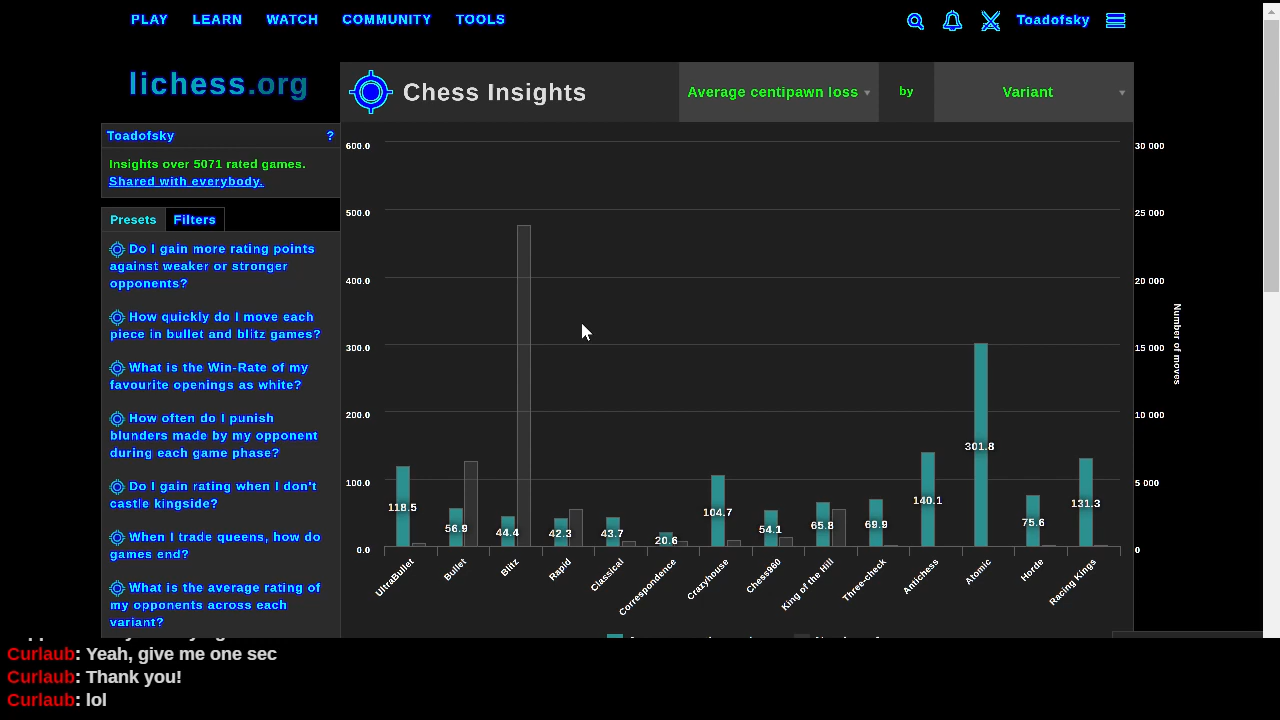 PLAY LEARN WATCH COMMUNITY TOOLS Toadofsky
lichess.org
Chess Insights Average centipawn loss by Variant
Toadofsky ?
Insights over 5071 rated games.
Shared with everybody.
Presets Filters
Do I gain more rating points
against weaker or stronger
opponents?
How quickly do I move each
piece in bullet and blitz games?
What is the Win-Rate of my
favourite openings as white?
How often do I punish
blunders made by my opponent
during each game phase?
Do I gain rating when I don't
castle kingside?
When I trade queens, how do
games end?
What is the average rating of
my opponents across each
variant?
600.0 30 000
500.0 25 000
400.0 20 000
300.0 15 000
200.0 10 000
100.0 5 000
0.0 0
Number of moves
118.5 56.9 44.4 42.3 43.7 20.6 104.7 54.1 65.8 69.9 140.1 301.8 75.6 131.3
UltraBullet Bullet Blitz Rapid Classical Correspondence Crazyhouse Chess960 King of the Hill Three-check Antichess Atomic Horde Racing Kings
Curlaub: Yeah, give me one sec
Curlaub: Thank you!
Curlaub: lol